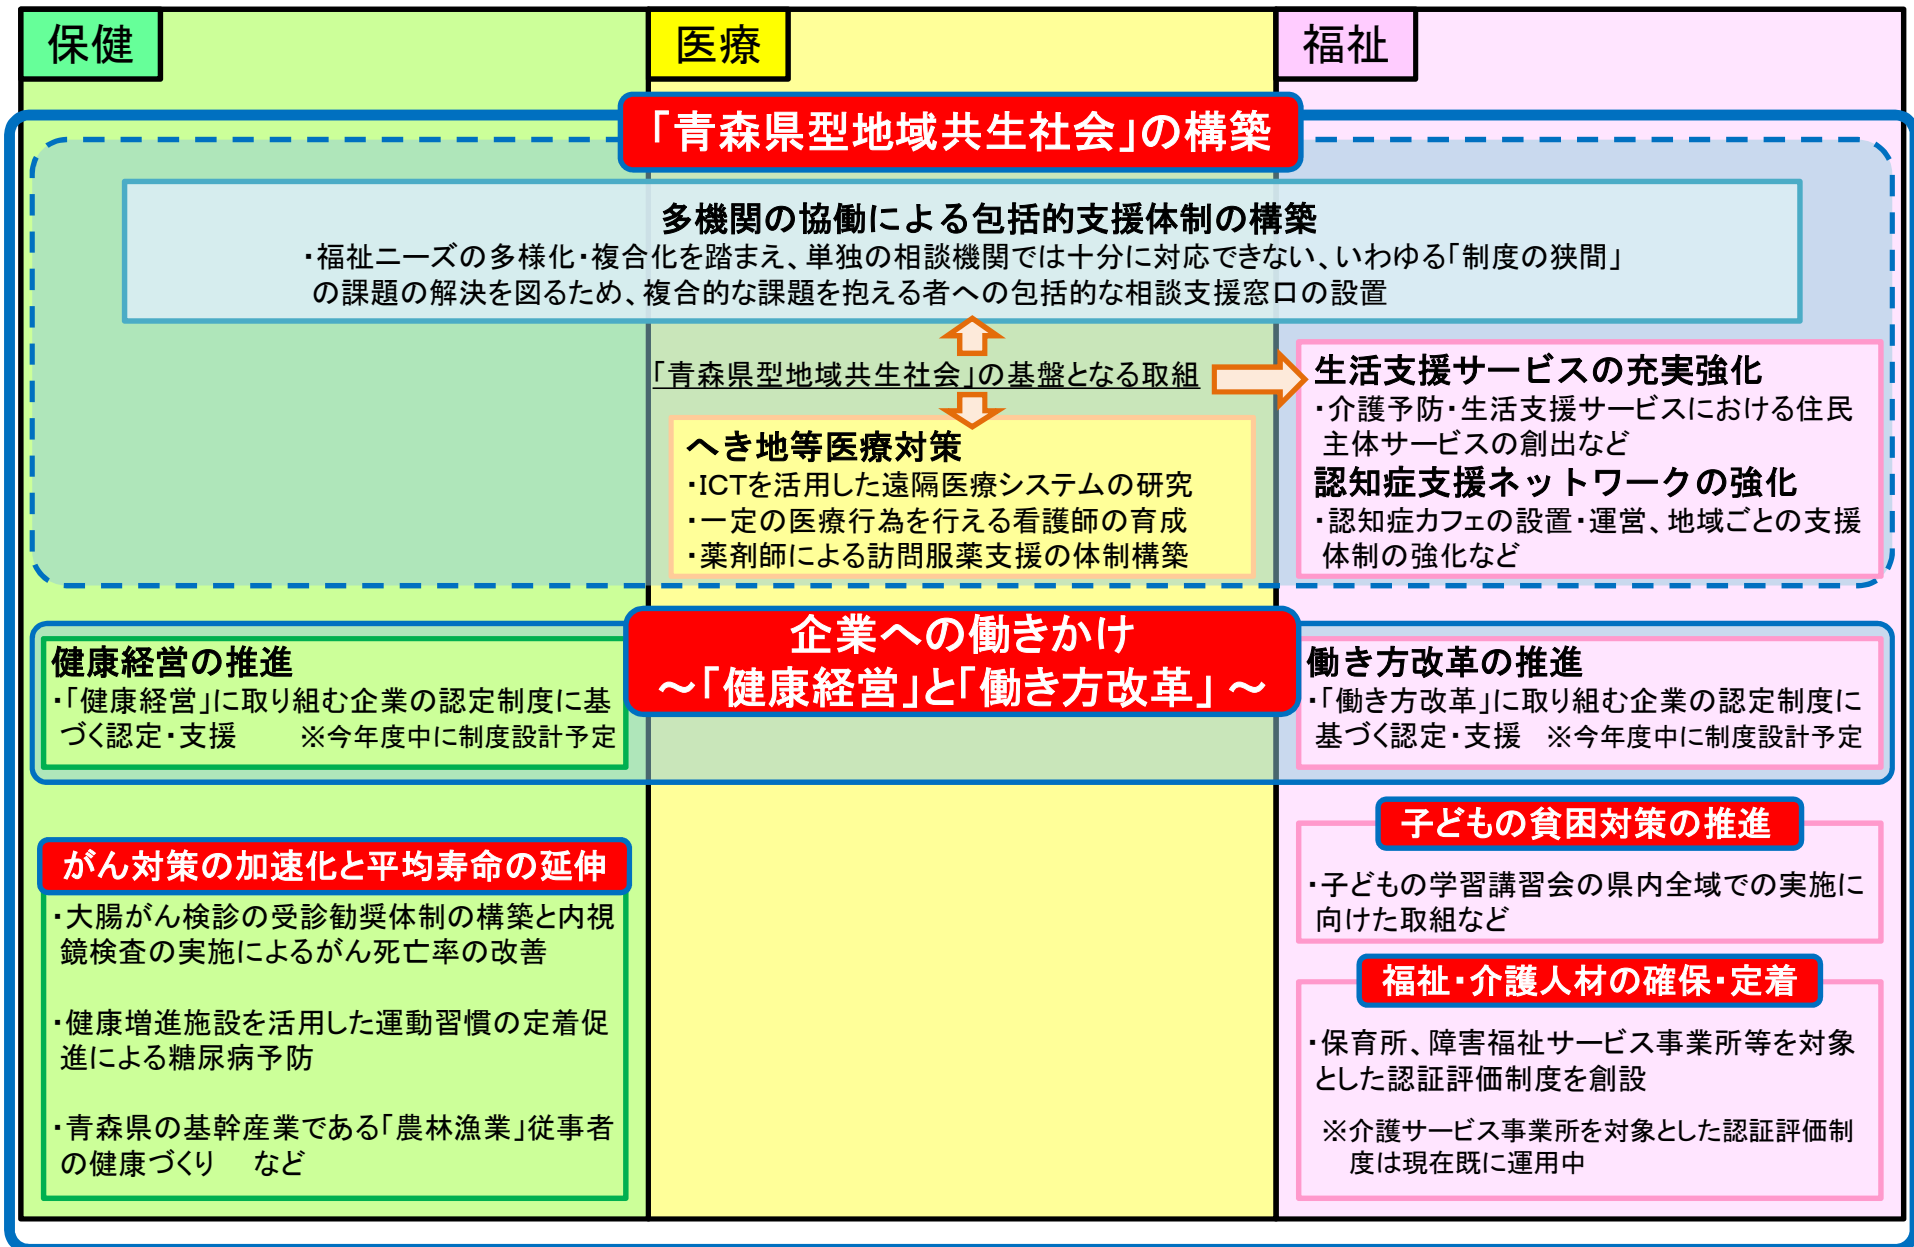 保健
医療
福祉
「青森県型地域共生社会」の構築
多機関の協働による包括的支援体制の構築
・福祉ニーズの多様化・複合化を踏まえ、単独の相談機関では十分に対応できない、いわゆる「制度の狭間」
の課題の解決を図るため、複合的な課題を抱える者への包括的な相談支援窓口の設置
「青森県型地域共生社会」の基盤となる取組
へき地等医療対策
・ICTを活用した遠隔医療システムの研究
・一定の医療行為を行える看護師の育成
・薬剤師による訪問服薬支援の体制構築
生活支援サービスの充実強化
・介護予防・生活支援サービスにおける住民
主体サービスの創出など
認知症支援ネットワークの強化
・認知症カフェの設置・運営、地域ごとの支援
体制の強化など
企業への働きかけ
~「健康経営」と「働き方改革」~
健康経営の推進
・「健康経営」に取り組む企業の認定制度に基
づく認定・支援　※今年度中に制度設計予定
働き方改革の推進
・「働き方改革」に取り組む企業の認定制度に
基づく認定・支援　※今年度中に制度設計予定
がん対策の加速化と平均寿命の延伸
・大腸がん検診の受診勧奨体制の構築と内視
鏡検査の実施によるがん死亡率の改善
・健康増進施設を活用した運動習慣の定着促
進による糖尿病予防
・青森県の基幹産業である「農林漁業」従事者
の健康づくり　など
子どもの貧困対策の推進
・子どもの学習講習会の県内全域での実施に
向けた取組など
福祉・介護人材の確保・定着
・保育所、障害福祉サービス事業所等を対象
とした認証評価制度を創設
※介護サービス事業所を対象とした認証評価制
度は現在既に運用中